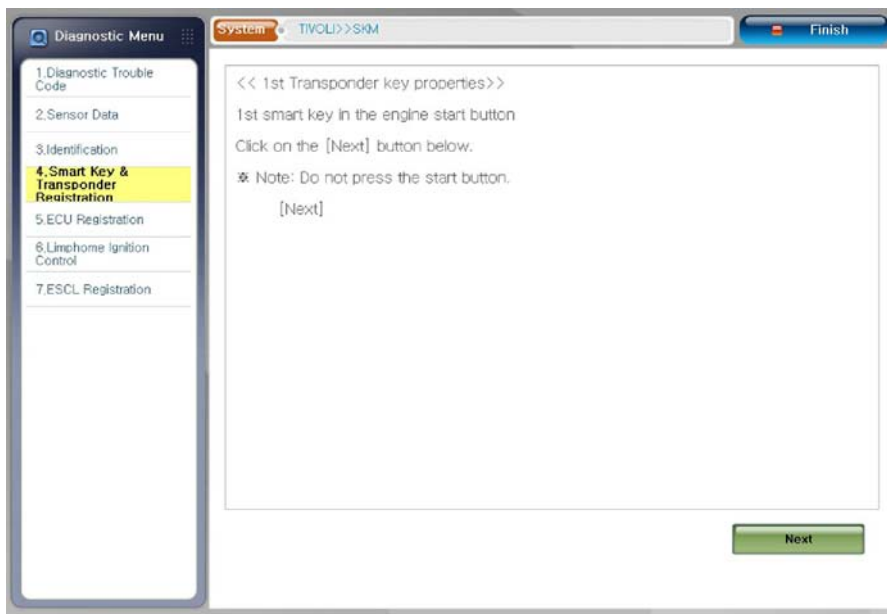 Diagnostic Menu
System
TIVOLI>>SKM
Finish
1.Diagnostic Trouble
Code
2.Sensor Data
3.Identification
4.Smart Key &
Transponder
Registration
5.ECU Registration
6.Limphome Ignition
Control
7.ESCL Registration
<< 1st Transponder key properties>>
1st smart key in the engine start button
Click on the [Next] button below.
※ Note: Do not press the start button.
[Next]
Next